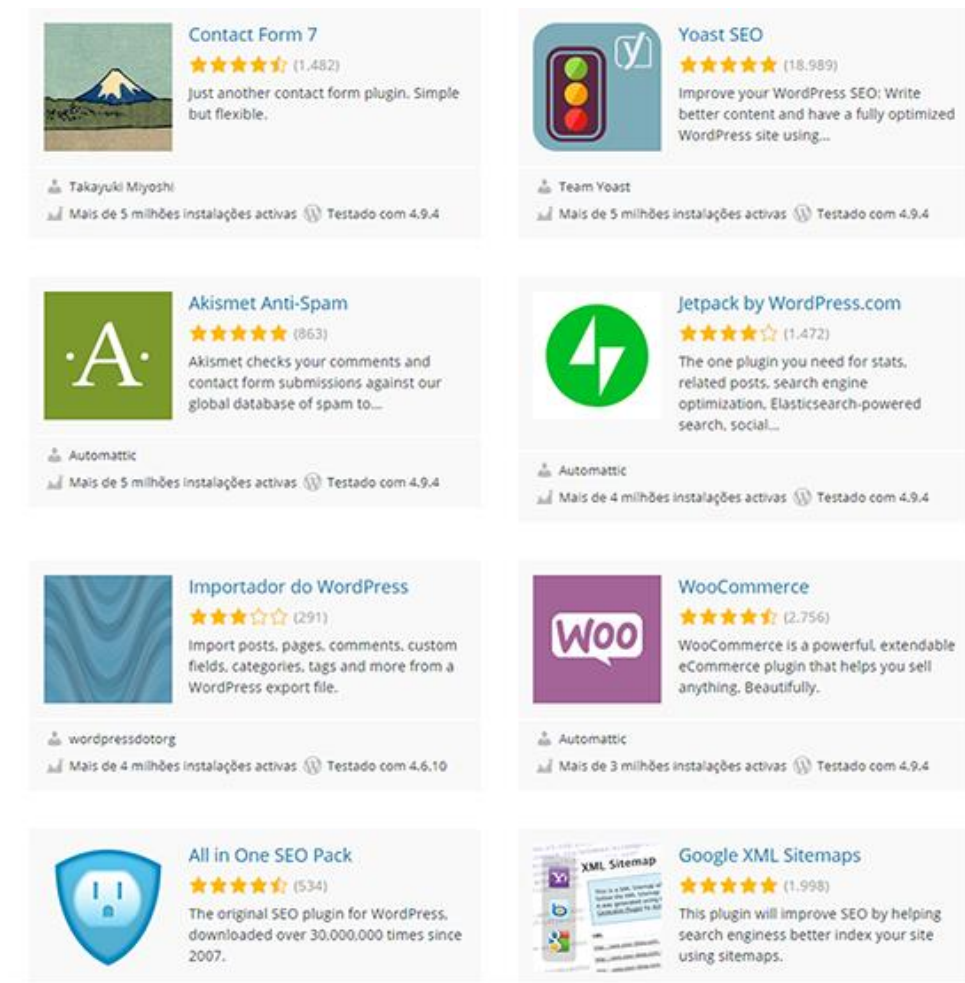 Contact Form 7
(1.482)
Just another contact form plugin. Simple
but flexible.
Takayuki Miyoshi
Mais de 5 milhões instalações activas Testado com 4.9.4
Yoast SEO
(18.989)
Improve your WordPress SEO: Write
better content and have a fully optimized
WordPress site using...
Team Yoast
Mais de 5 milhões instalações activas Testado com 4.9.4
·A·
Akismet Anti-Spam
(863)
Akismet checks your comments and
contact form submissions against our
global database of spam to...
Automattic
Mais de 5 milhões instalações activas Testado com 4.9.4
Jetpack by WordPress.com
(1.472)
The one plugin you need for stats,
related posts, search engine
optimization, Elasticsearch-powered
search, social...
Automattic
Mais de 4 milhões instalações activas Testado com 4.9.4
Importador do WordPress
(291)
Import posts, pages, comments, custom
fields, categories, tags and more from a
WordPress export file.
wordpressdotorg
Mais de 4 milhões instalações activas Testado com 4.6.10
WOO
WooCommerce
(2.756)
WooCommerce is a powerful, extendable
eCommerce plugin that helps you sell
anything. Beautifully.
Automattic
Mais de 3 milhões instalações activas Testado com 4.9.4
All in One SEO Pack
(534)
The original SEO plugin for WordPress,
downloaded over 30.000.000 times since
2007.
XML Sitemap
Google XML Sitemaps
(1.998)
This plugin will improve SEO by helping
search enginess better index your site
using sitemaps.